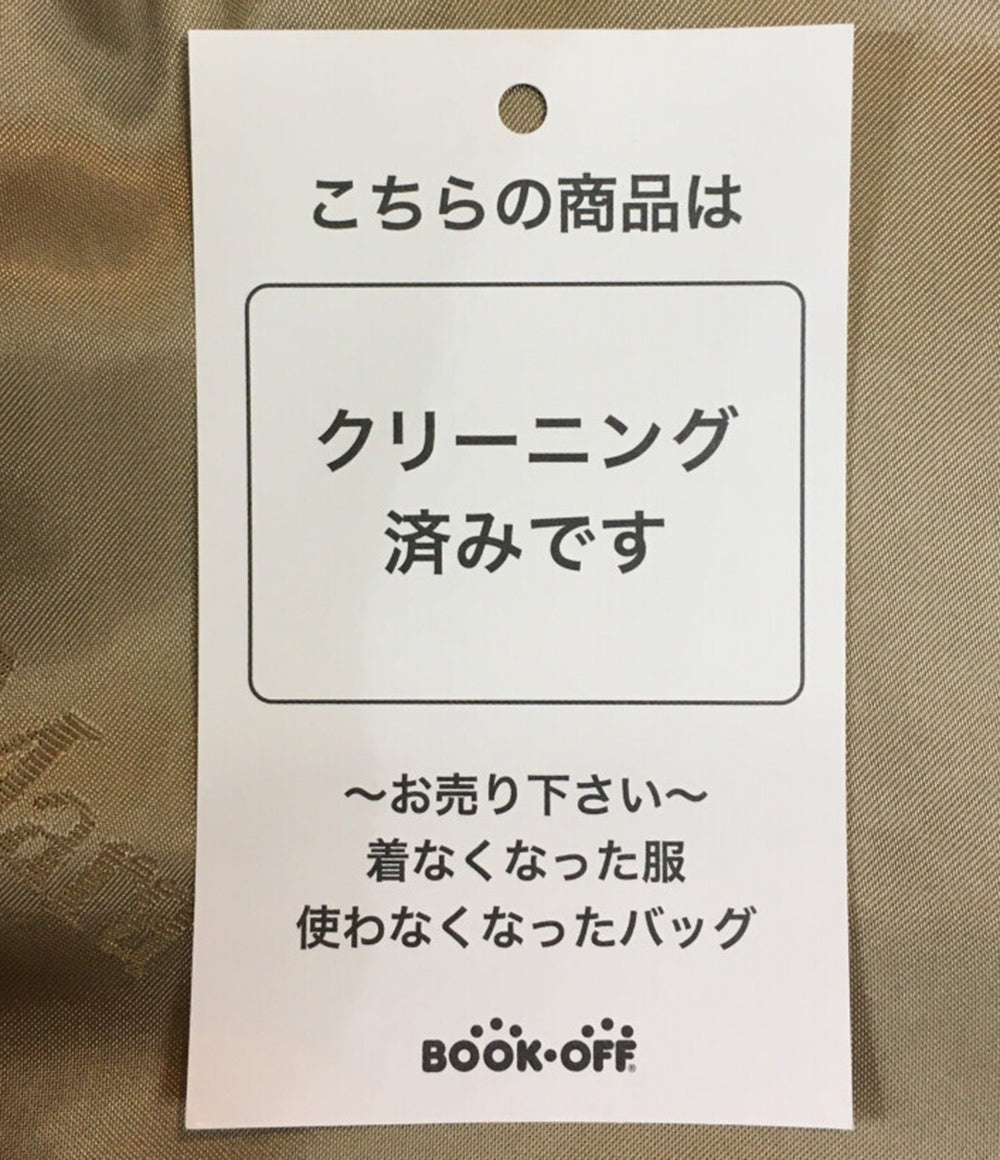 こちらの商品は
クリーニング
済みです
〜お売り下さい〜
着なくなった服
使わなくなったバッグ
BOOK・OFF®